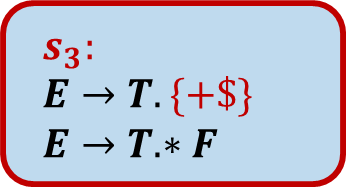 s₃:
E → T. {+$}
E → T.∗ F